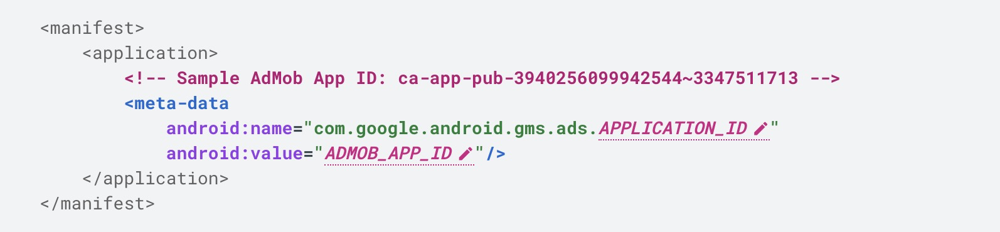 <manifest>
    <application>
        <!-- Sample AdMob App ID: ca-app-pub-3940256099942544~3347511713 -->
        <meta-data
            android:name="com.google.android.gms.ads.APPLICATION_ID"
            android:value="ADMOB_APP_ID"/>
    </application>
</manifest>